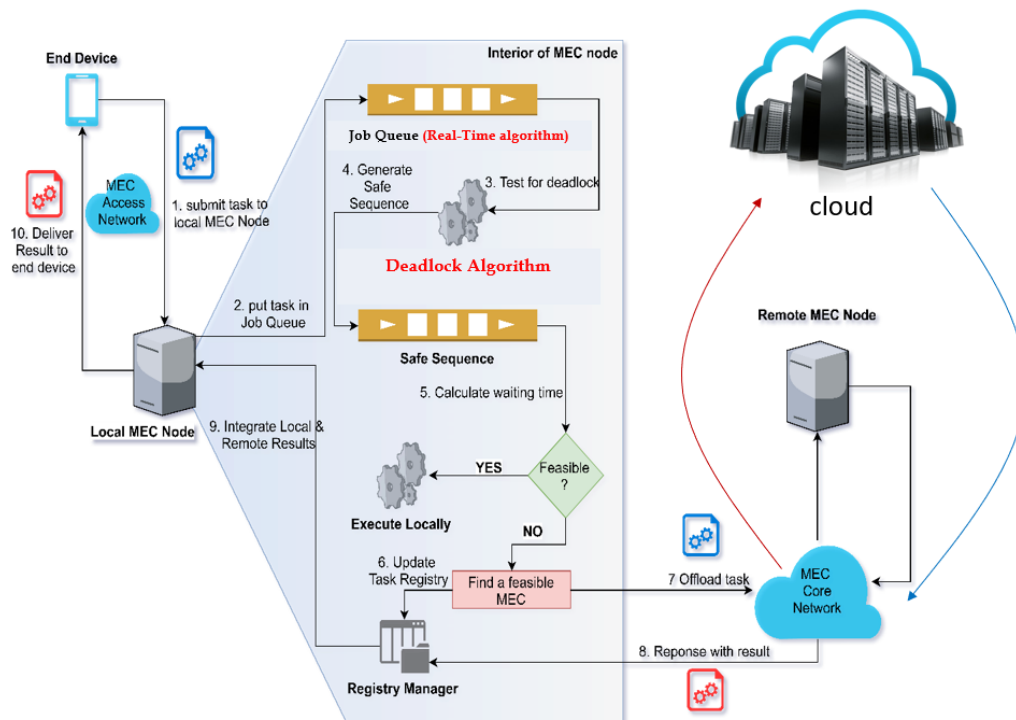 End Device
Interior of MEC node
Job Queue (Real-Time algorithm)
MEC
Access
Network
1. submit task to
local MEC Node
10. Deliver
Result to
end device
4. Generate
Safe
Sequence
3. Test for deadlock
Deadlock Algorithm
2. put task in
Job Queue
Safe Sequence
5. Calculate waiting time
Local MEC Node
9. Integrate Local &
Remote Results
Feasible
?
YES
Execute Locally
NO
6. Update
Task Registry
Find a feasible
MEC
7 Offload task
8. Reponse with result
Registry Manager
cloud
Remote MEC Node
MEC
Core
Network